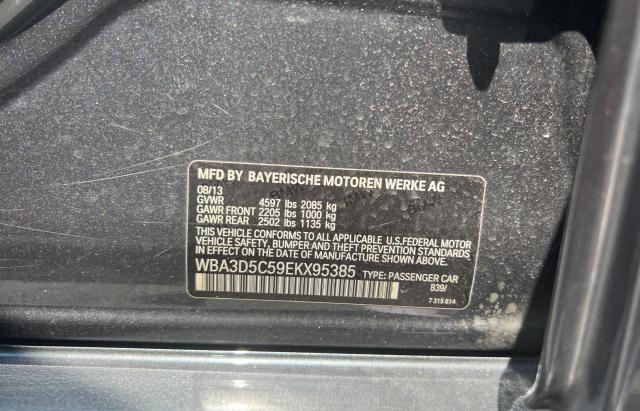 MFD BY BAYERISCHE MOTOREN WERKE AG
08/13
GVWR 4597 lbs 2085 kg
GAWR FRONT 2205 lbs 1000 kg
GAWR REAR 2502 lbs 1135 kg
THIS VEHICLE CONFORMS TO ALL APPLICABLE U.S. FEDERAL MOTOR
VEHICLE SAFETY, BUMPER AND THEFT PREVENTION STANDARDS
IN EFFECT ON THE DATE OF MANUFACTURE SHOWN ABOVE.
WBA3D5C59EKX95385 TYPE: PASSENGER CAR
B39/
7 315 814